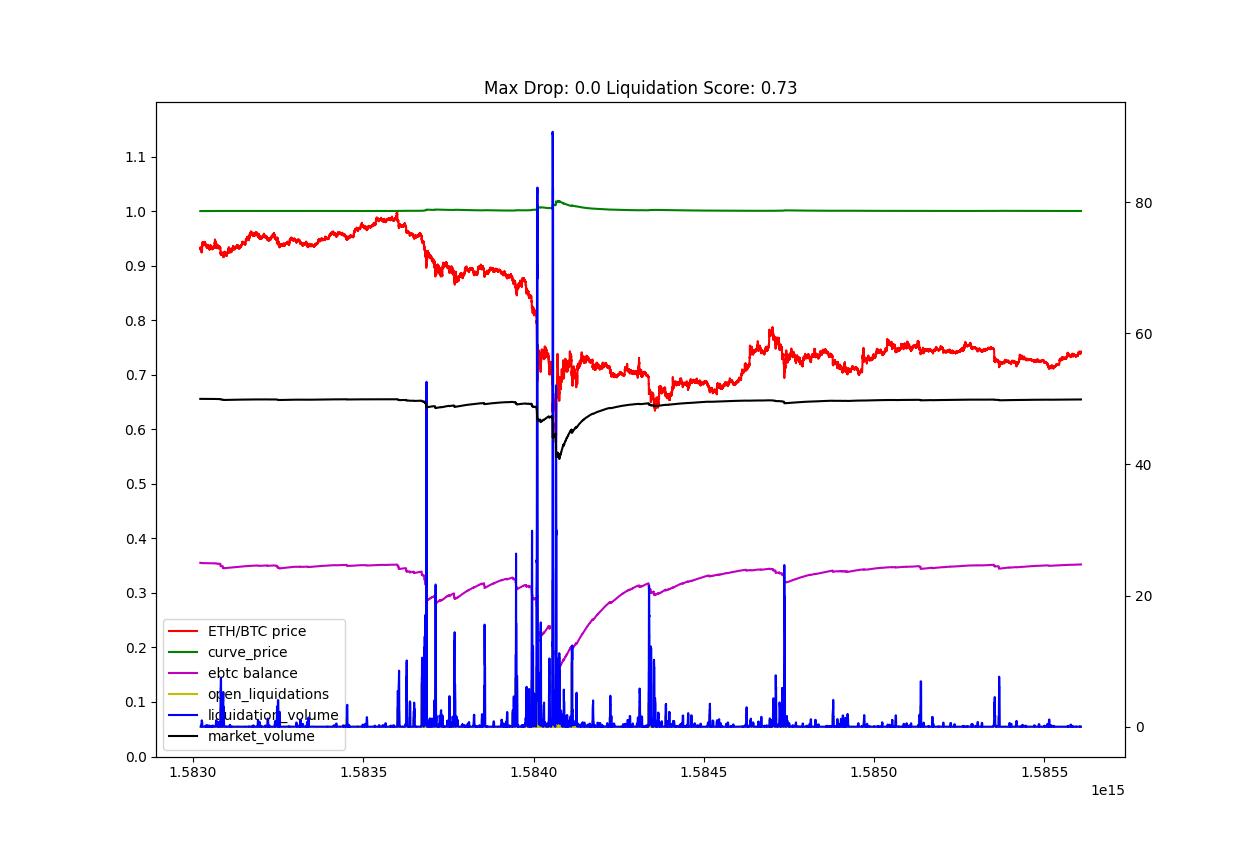 Max Drop: 0.0 Liquidation Score: 0.73
1.1
1.0
0.9
0.8
0.7
0.6
0.5
0.4
0.3
0.2
0.1
0.0
80
60
40
20
0
ETH/BTC price
curve_price
ebtc balance
open_liquidations
liquidation_volume
market_volume
1.5830 1.5835 1.5840 1.5845 1.5850 1.5855
1e15